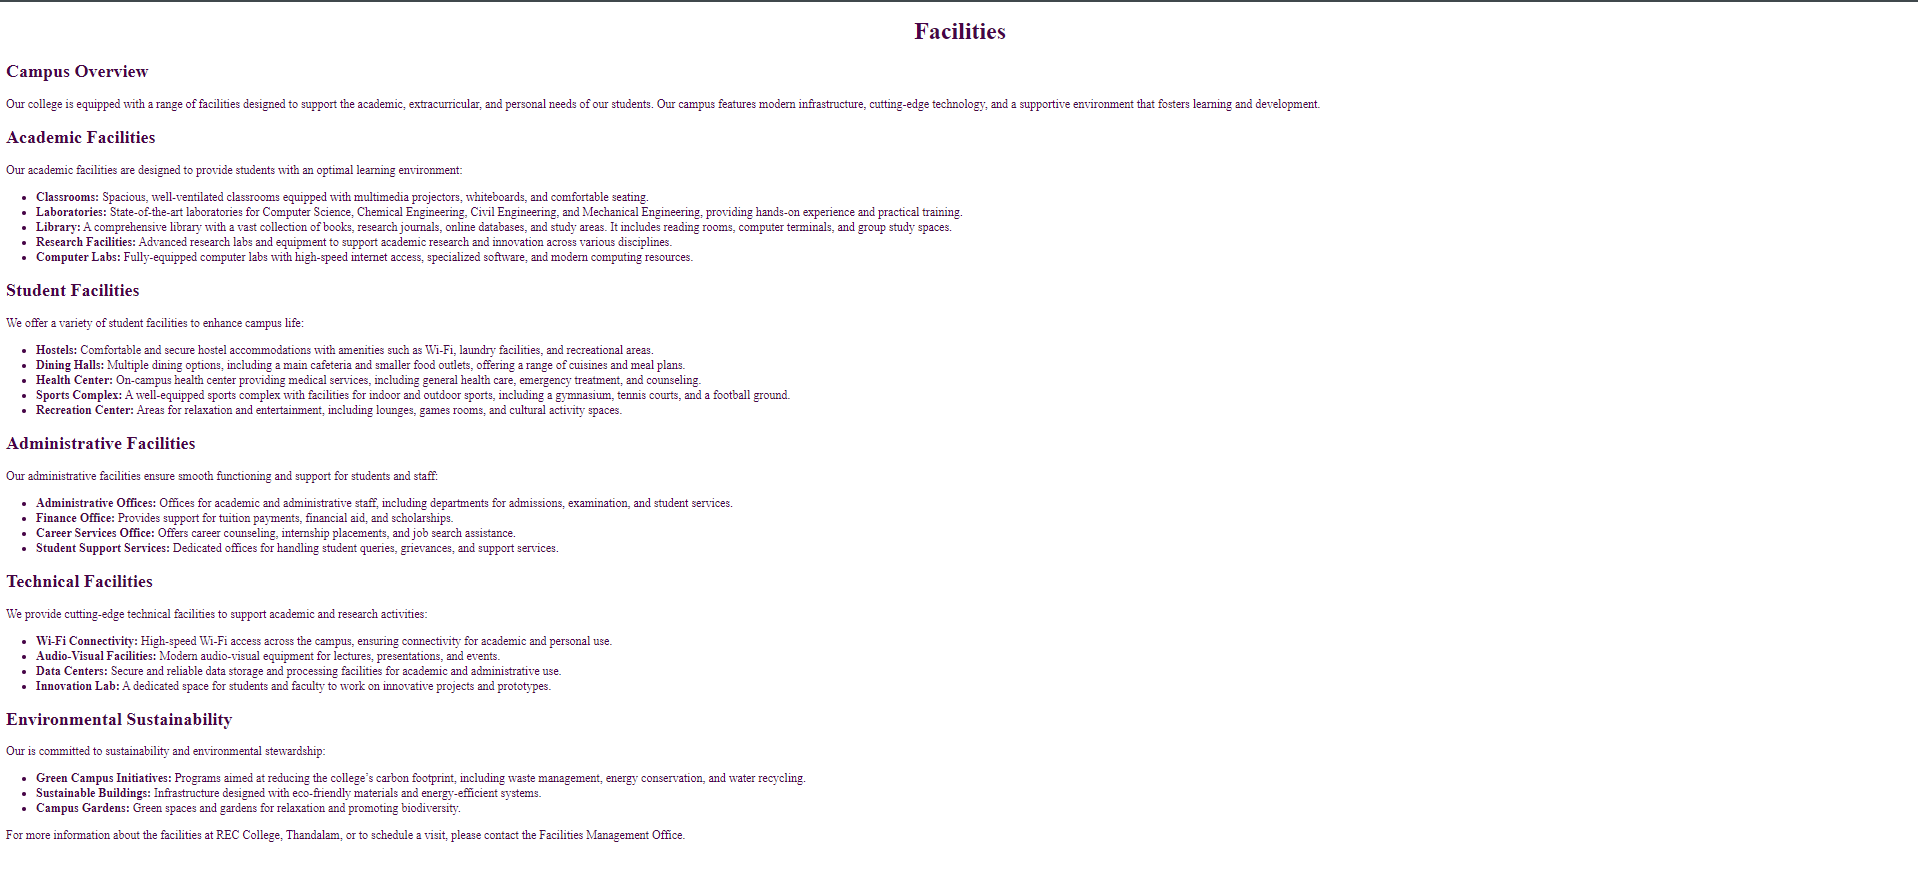 Facilities
Campus Overview
Our college is equipped with a range of facilities designed to support the academic, extracurricular, and personal needs of our students. Our campus features modern infrastructure, cutting-edge technology, and a supportive environment that fosters learning and development.
Academic Facilities
Our academic facilities are designed to provide students with an optimal learning environment:
• Classrooms: Spacious, well-ventilated classrooms equipped with multimedia projectors, whiteboards, and comfortable seating.
• Laboratories: State-of-the-art laboratories for Computer Science, Chemical Engineering, Civil Engineering, and Mechanical Engineering, providing hands-on experience and practical training.
• Library: A comprehensive library with a vast collection of books, research journals, online databases, and study areas. It includes reading rooms, computer terminals, and group study spaces.
• Research Facilities: Advanced research labs and equipment to support academic research and innovation across various disciplines.
• Computer Labs: Fully-equipped computer labs with high-speed internet access, specialized software, and modern computing resources.
Student Facilities
We offer a variety of student facilities to enhance campus life:
• Hostels: Comfortable and secure hostel accommodations with amenities such as Wi-Fi, laundry facilities, and recreational areas.
• Dining Halls: Multiple dining options, including a main cafeteria and smaller food outlets, offering a range of cuisines and meal plans.
• Health Center: On-campus health center providing medical services, including general health care, emergency treatment, and counseling.
• Sports Complex: A well-equipped sports complex with facilities for indoor and outdoor sports, including a gymnasium, tennis courts, and a football ground.
• Recreation Center: Areas for relaxation and entertainment, including lounges, games rooms, and cultural activity spaces.
Administrative Facilities
Our administrative facilities ensure smooth functioning and support for students and staff:
• Administrative Offices: Offices for academic and administrative staff, including departments for admissions, examination, and student services.
• Finance Office: Provides support for tuition payments, financial aid, and scholarships.
• Career Services Office: Offers career counseling, internship placements, and job search assistance.
• Student Support Services: Dedicated offices for handling student queries, grievances, and support services.
Technical Facilities
We provide cutting-edge technical facilities to support academic and research activities:
• Wi-Fi Connectivity: High-speed Wi-Fi access across the campus, ensuring connectivity for academic and personal use.
• Audio-Visual Facilities: Modern audio-visual equipment for lectures, presentations, and events.
• Data Centers: Secure and reliable data storage and processing facilities for academic and administrative use.
• Innovation Lab: A dedicated space for students and faculty to work on innovative projects and prototypes.
Environmental Sustainability
Our is committed to sustainability and environmental stewardship:
• Green Campus Initiatives: Programs aimed at reducing the college's carbon footprint, including waste management, energy conservation, and water recycling.
• Sustainable Buildings: Infrastructure designed with eco-friendly materials and energy-efficient systems.
• Campus Gardens: Green spaces and gardens for relaxation and promoting biodiversity.
For more information about the facilities at REC College, Thandalam, or to schedule a visit, please contact the Facilities Management Office.